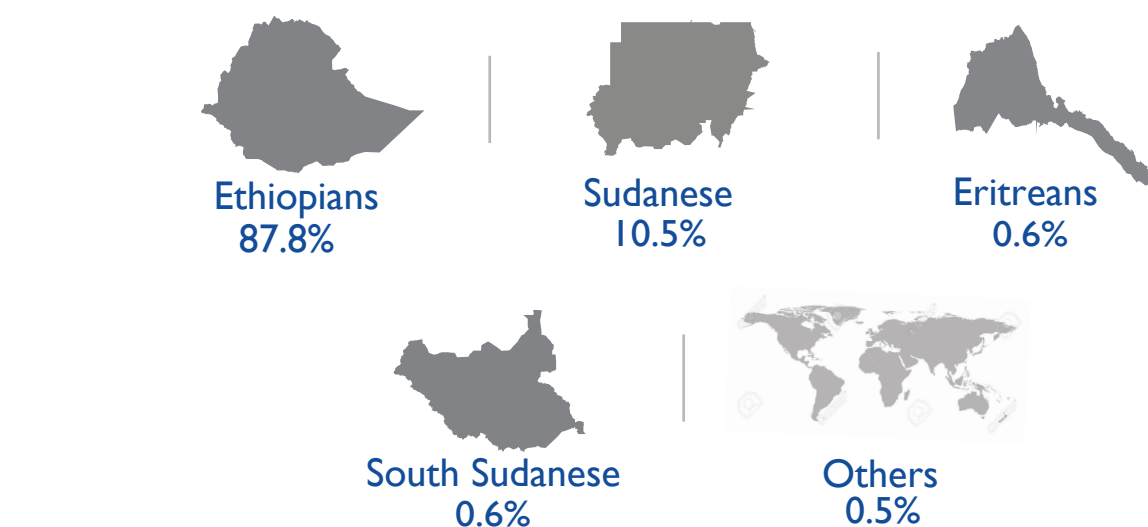 Ethiopians
87.8%
Sudanese
10.5%
Eritreans
0.6%
South Sudanese
0.6%
Others
0.5%